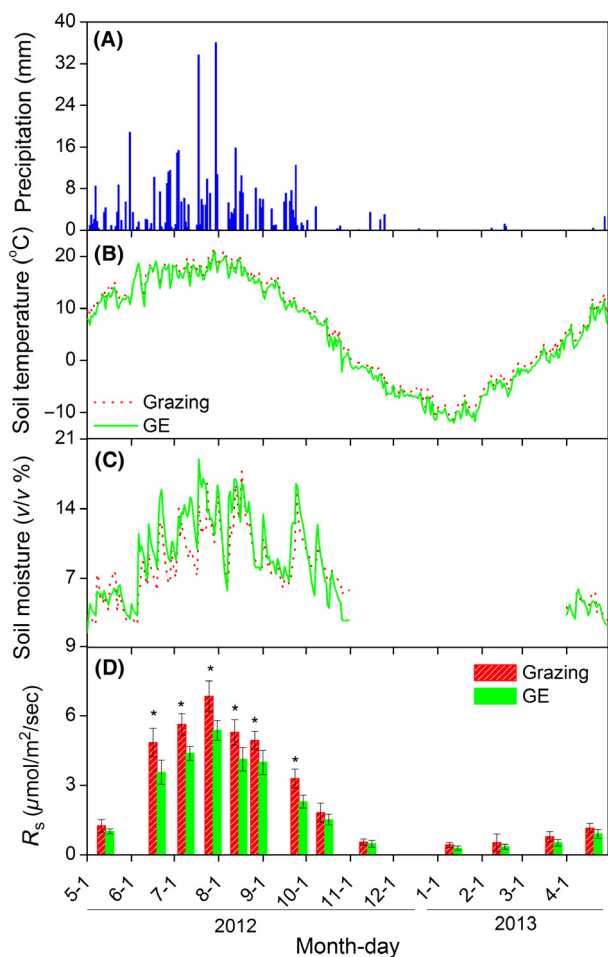 (A)
Precipitation (mm)
40
32
24
16
8
0
(B)
Soil temperature (°C)
20
10
0
−10
Grazing
GE
(C)
Soil moisture (v/v %)
21
14
7
(D)
Rs (μmol/m²/sec)
9
6
3
0
* * * * * *
Grazing
GE
5-1 6-1 7-1 8-1 9-1 10-1 11-1 12-1 1-1 2-1 3-1 4-1
2012 2013
Month-day